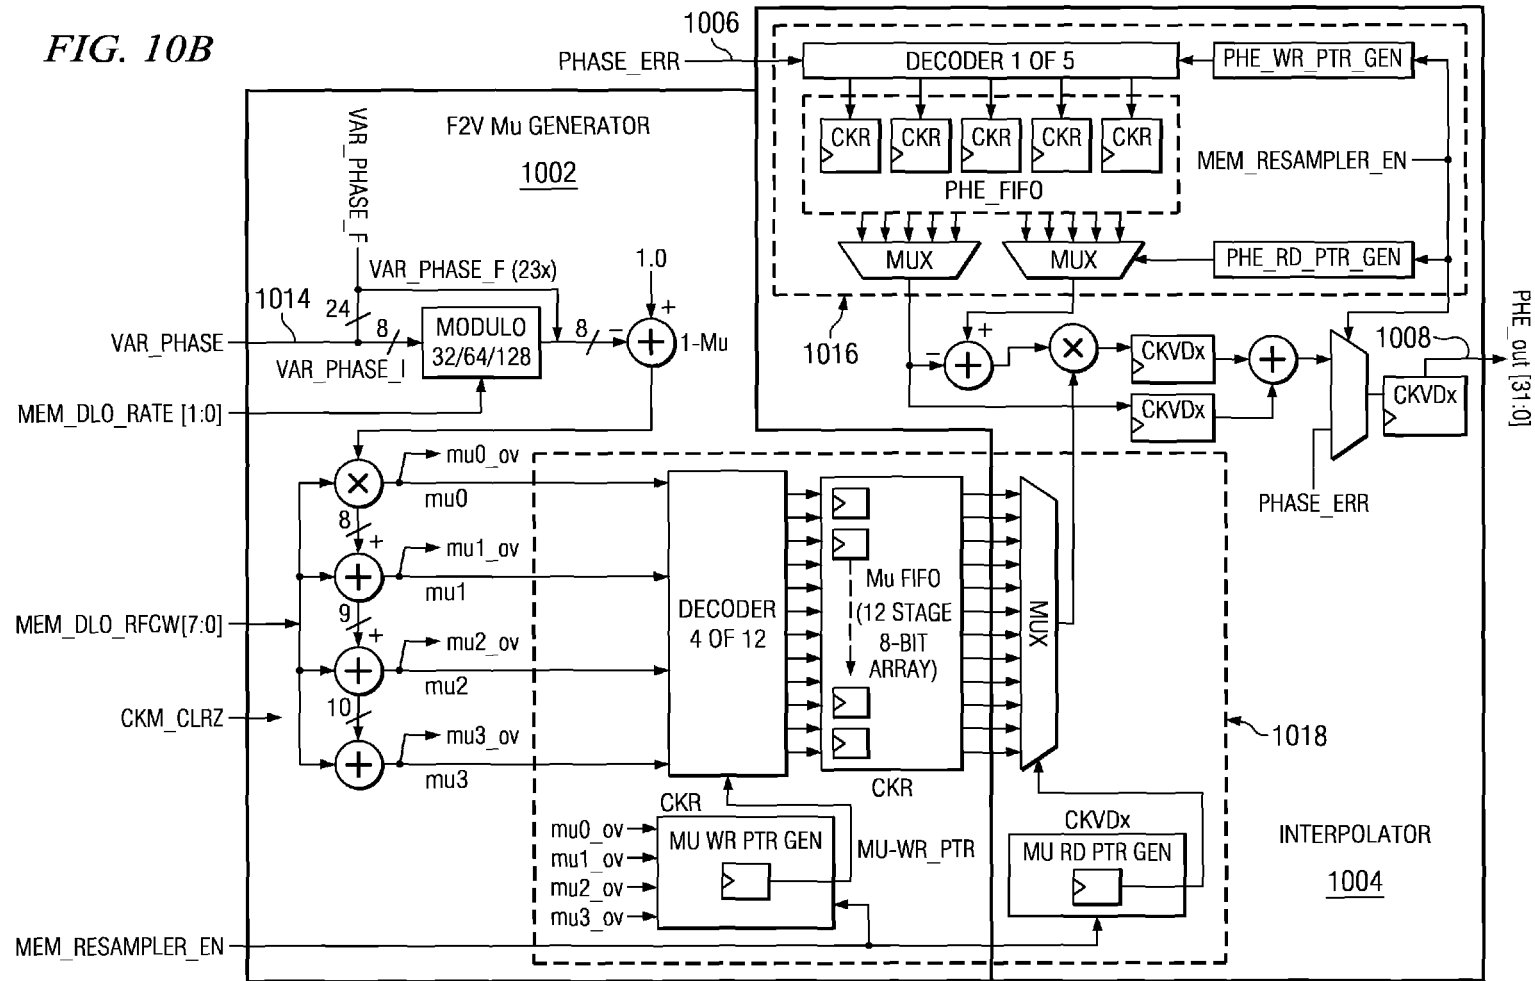 FIG. 10B
1006
PHASE_ERR
DECODER 1 OF 5
PHE_WR_PTR_GEN
CKR
CKR
CKR
CKR
CKR
PHE_FIFO
MEM_RESAMPLER_EN
MUX
MUX
PHE_RD_PTR_GEN
F2V Mu GENERATOR
1002
VAR_PHASE_F
VAR_PHASE_F (23x)
1.0
+
1014
24
VAR_PHASE
8
MODULO
32/64/128
8
−
+
1-Mu
VAR_PHASE_I
MEM_DLO_RATE [1:0]
1016
+
−
+
×
CKVDx
CKVDx
+
1008
CKVDx
PHE_out [31:0]
PHASE_ERR
×
mu0_ov
mu0
8
+
+
mu1_ov
mu1
MEM_DLO_RFCW[7:0]
9
+
+
mu2_ov
mu2
CKM_CLRZ
10
+
mu3_ov
mu3
DECODER
4 OF 12
Mu FIFO
(12 STAGE
8-BIT
ARRAY)
CKR
MUX
1018
CKR
mu0_ov
mu1_ov
mu2_ov
mu3_ov
MU WR PTR GEN
MU-WR_PTR
CKVDx
MU RD PTR GEN
INTERPOLATOR
1004
MEM_RESAMPLER_EN